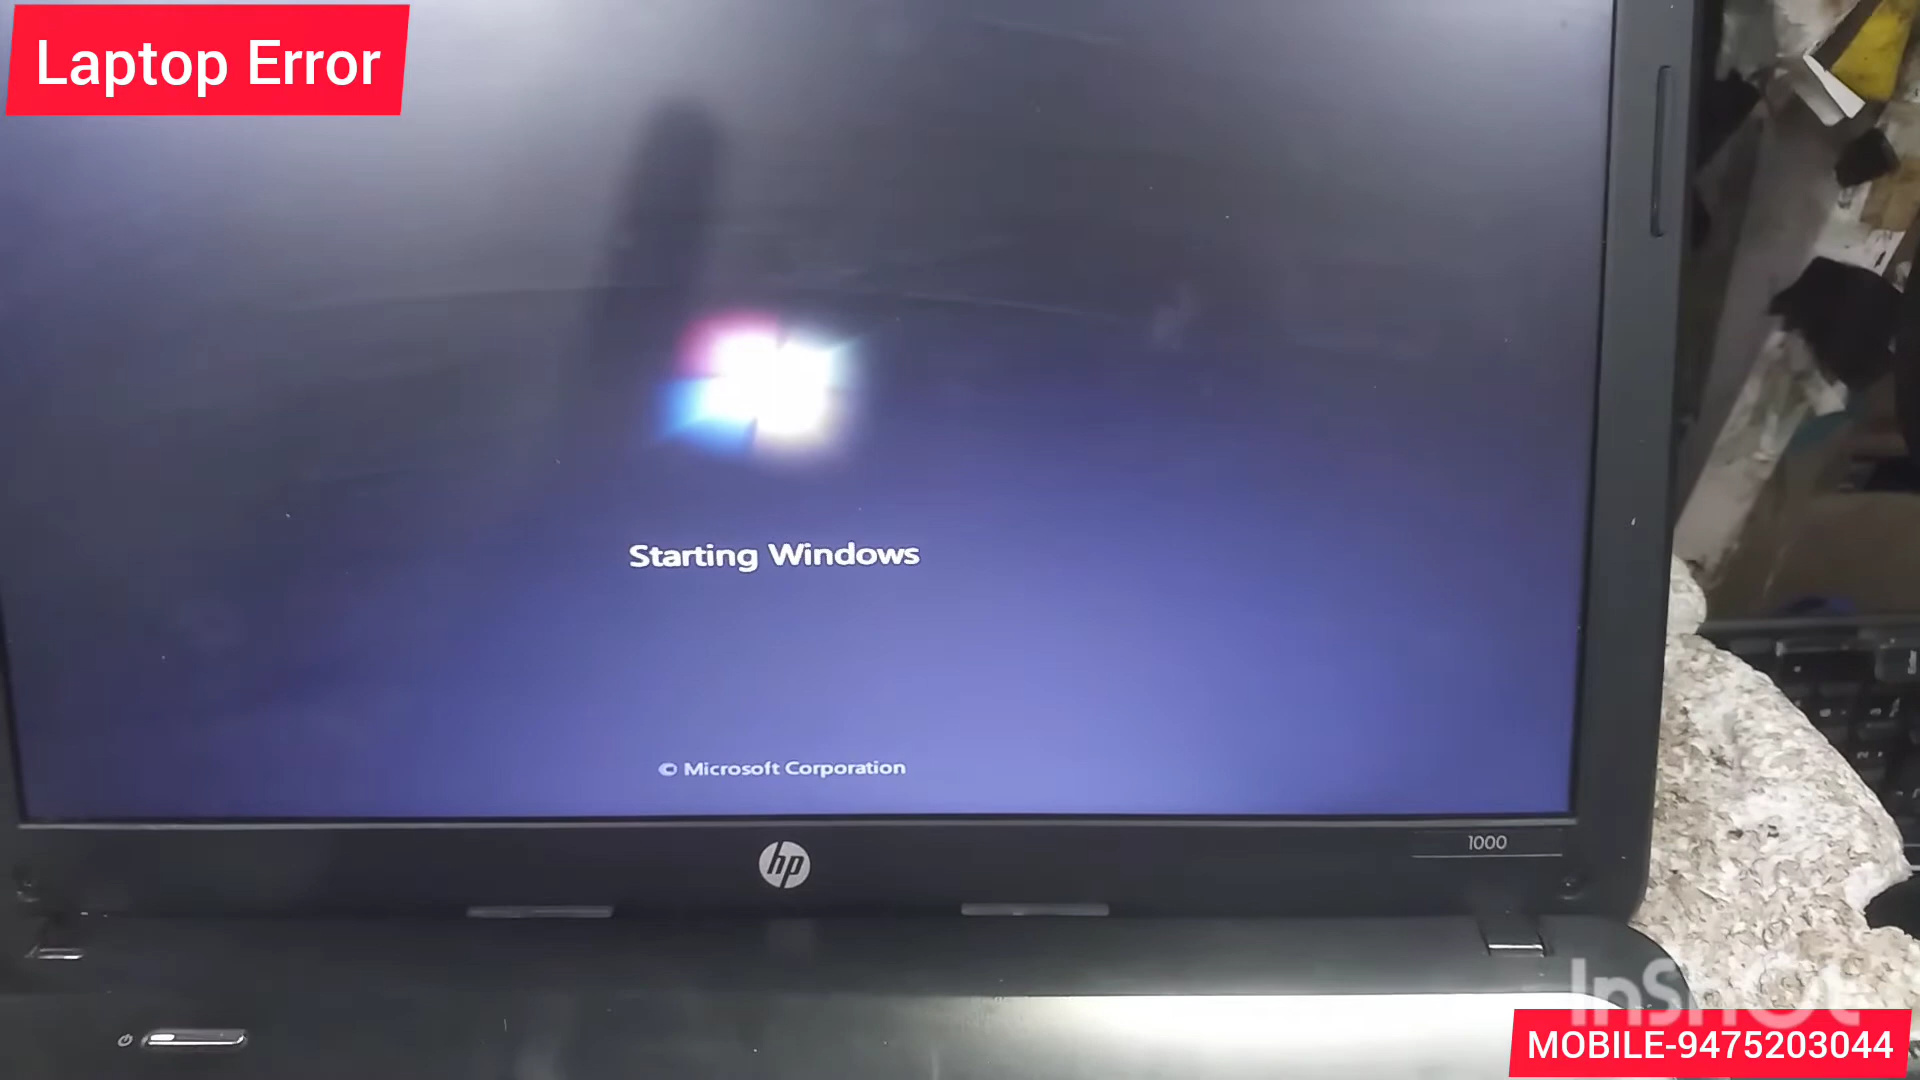 Laptop Error
Starting Windows
© Microsoft Corporation
1000
hp
InShOt
MOBILE-9475203044